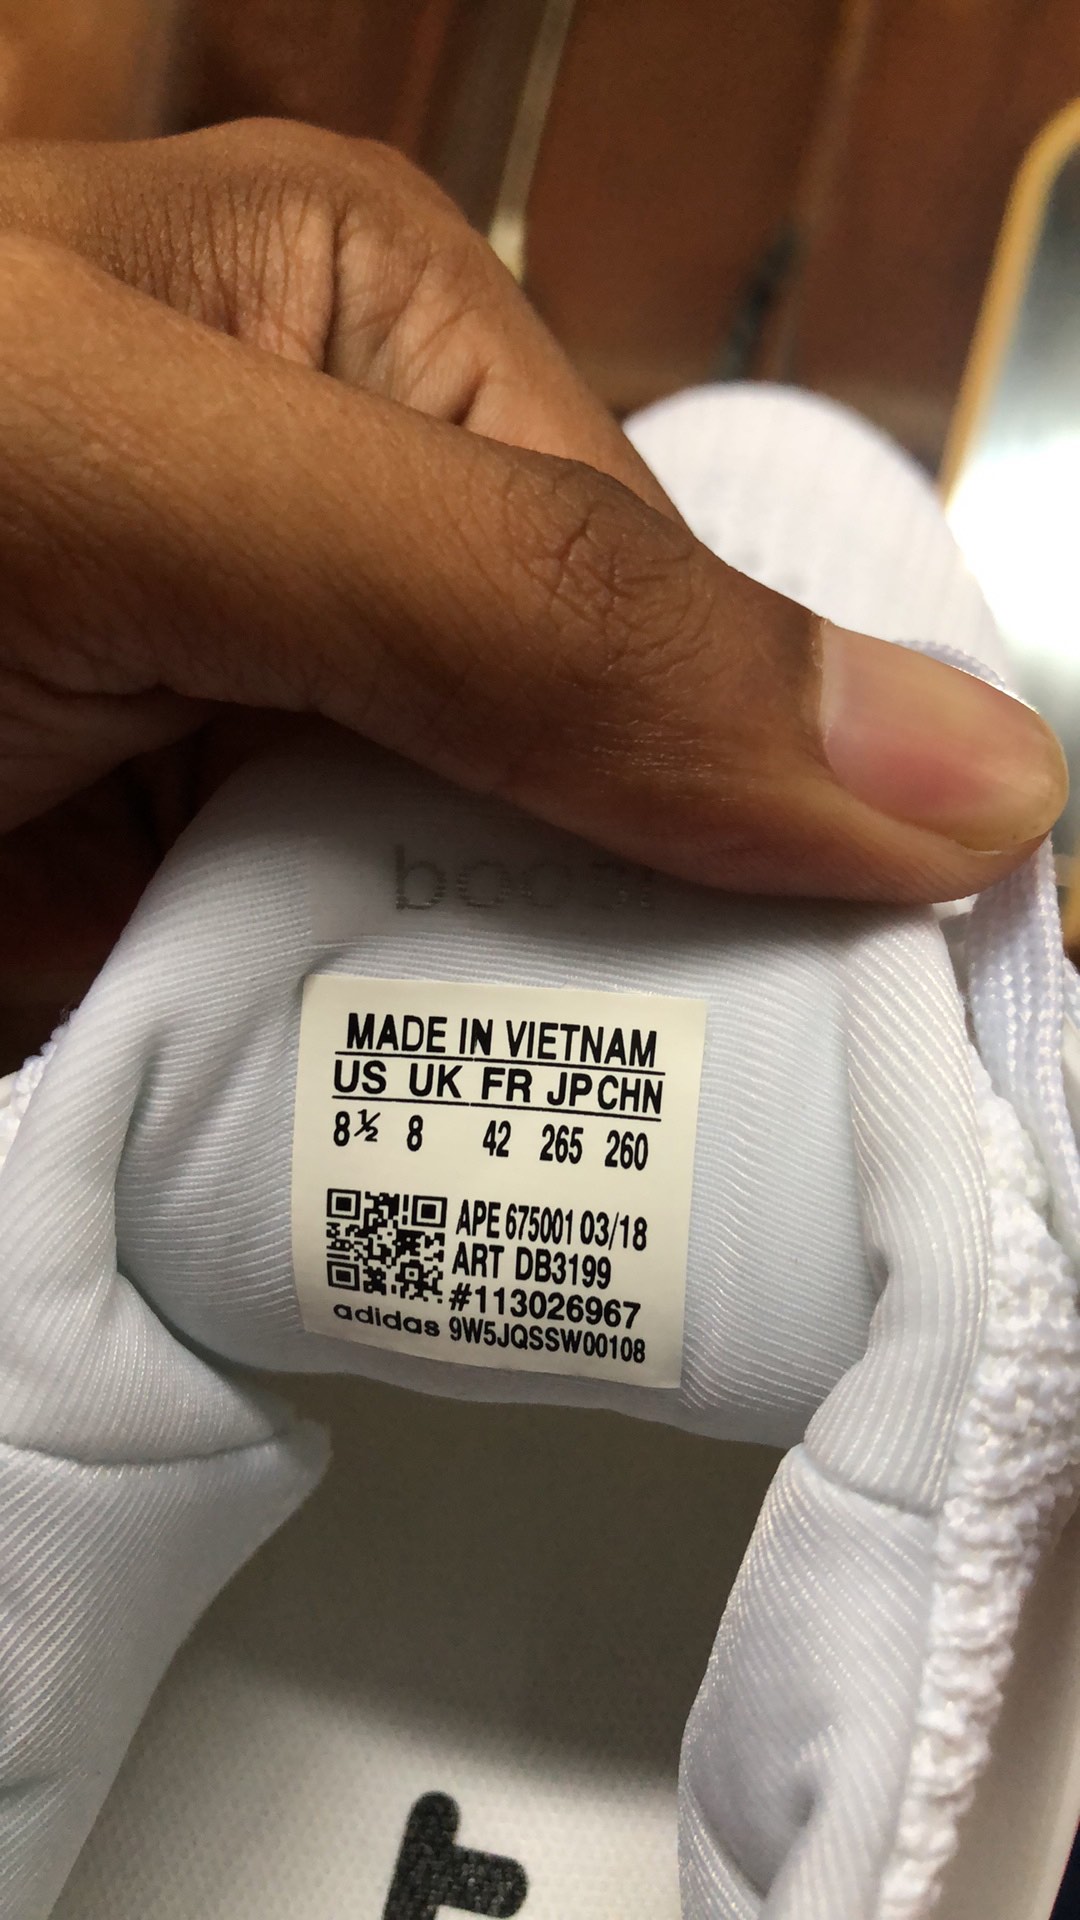 boost
MADE IN VIETNAM
US UK FR JP CHN
8½ 8 42 265 260
APE 675001 03/18
ART DB3199
#113026967
adidas 9W5JQSSW00108